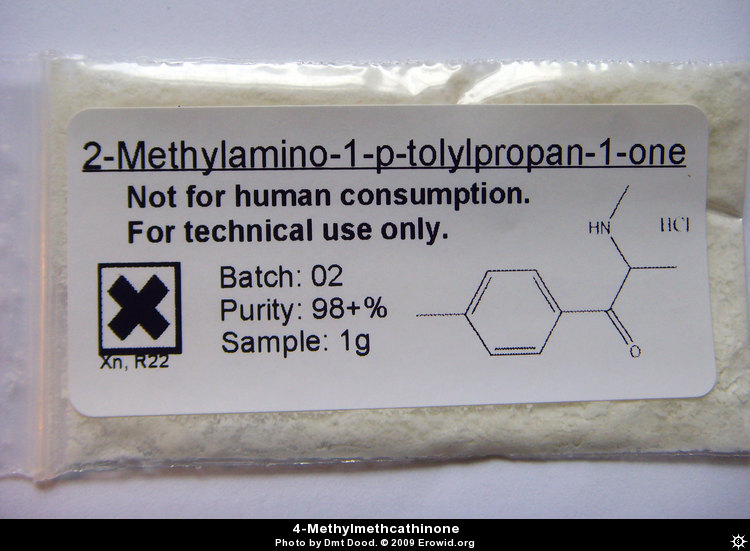 2-Methylamino-1-p-tolylpropan-1-one
Not for human consumption.
For technical use only.
HN
HCl
Batch: 02
Purity: 98+%
Sample: 1g
O
Xn, R22
4-Methylmethcathinone
Photo by Dmt Dood. © 2009 Erowid.org